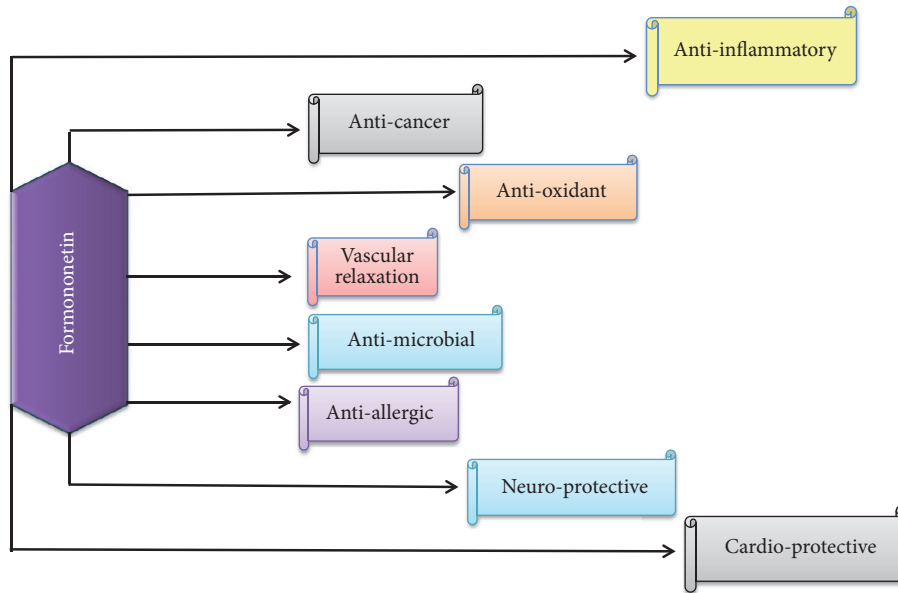 Anti-inflammatory
Anti-cancer
Anti-oxidant
Vascular
relaxation
Formononetin
Anti-microbial
Anti-allergic
Neuro-protective
Cardio-protective